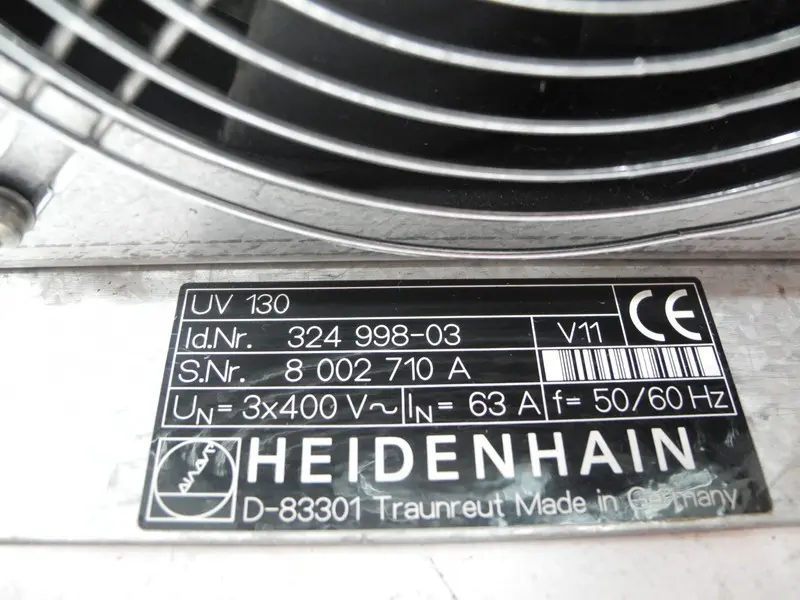 UV 130
Id.Nr. 324 998-03 V11 CE
S.Nr. 8 002 710 A
UN = 3x400 V~ IN = 63 A f= 50/60 Hz
HEIDENHAIN
D-83301 Traunreut Made in Germany